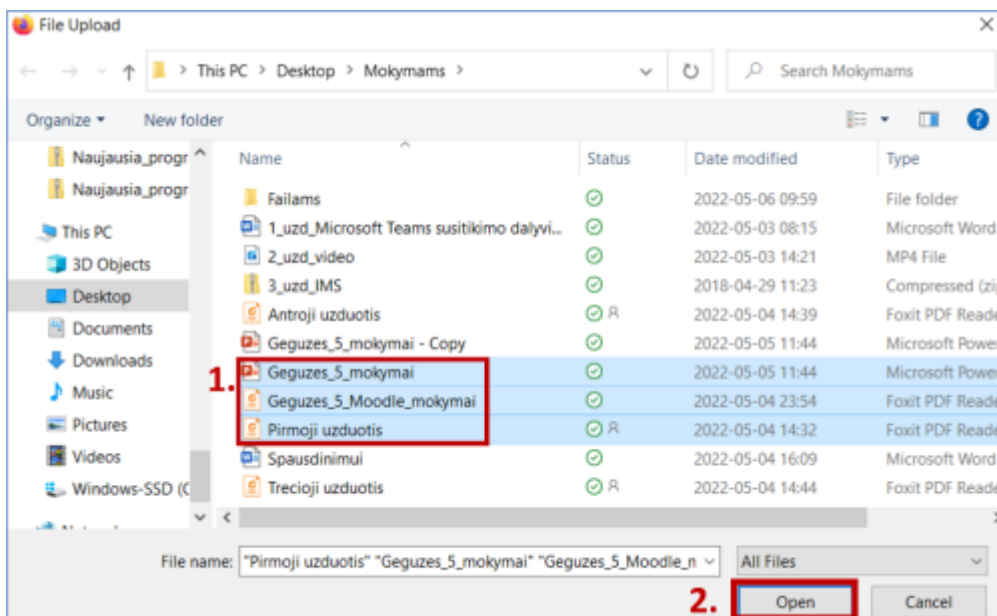 File Upload
This PC > Desktop > Mokymams >
Search Mokymams
Organize
New folder
Naujausia_progr
Naujausia_progr
This PC
3D Objects
Desktop
Documents
Downloads
Music
Pictures
Videos
Windows-SSD (C
Name Status Date modified Type
Failams 2022-05-06 09:59 File folder
1_uzd_Microsoft Teams susitikimo dalyvi... 2022-05-03 08:15 Microsoft Word
2_uzd_video 2022-05-03 14:21 MP4 File
3_uzd_IMS 2018-04-29 11:23 Compressed (zi
Antroji uzduotis 2022-05-04 14:39 Foxit PDF Reade
Geguzes_5_mokymai - Copy 2022-05-05 11:44 Microsoft Power
1.
Geguzes_5_mokymai 2022-05-05 11:44 Microsoft Power
Geguzes_5_Moodle_mokymai 2022-05-04 23:54 Foxit PDF Reade
Pirmoji uzduotis 2022-05-04 14:32 Foxit PDF Reade
Spausdinimui 2022-05-04 16:09 Microsoft Word
Trecioji uzduotis 2022-05-04 14:44 Foxit PDF Reade
File name: "Pirmoji uzduotis" "Geguzes_5_mokymai" "Geguzes_5_Moodle_n
All Files
2.
Open
Cancel